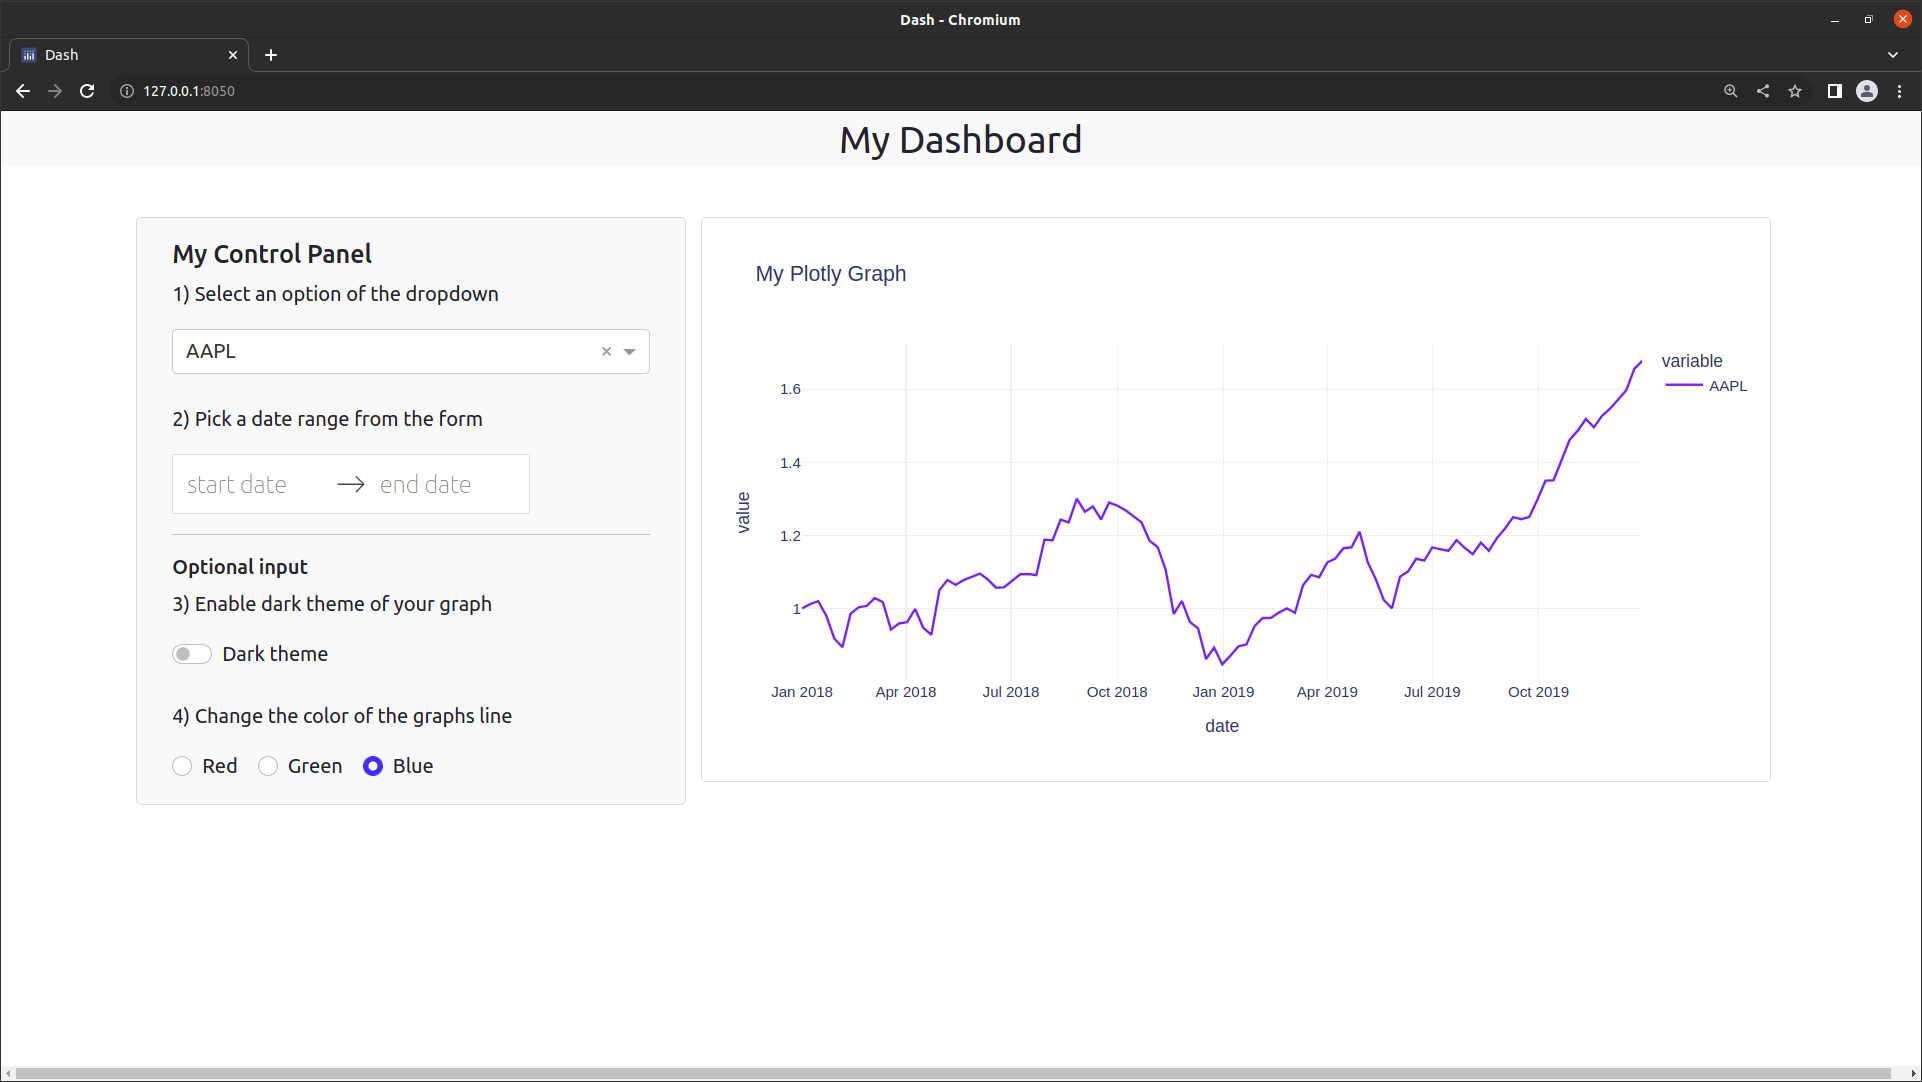 Dash - Chromium
Dash
127.0.0.1:8050
My Dashboard
My Control Panel
1) Select an option of the dropdown
AAPL
2) Pick a date range from the form
start date → end date
Optional input
3) Enable dark theme of your graph
Dark theme
4) Change the color of the graphs line
Red Green Blue
My Plotly Graph
variable
AAPL
value
1.6
1.4
1.2
1
Jan 2018 Apr 2018 Jul 2018 Oct 2018 Jan 2019 Apr 2019 Jul 2019 Oct 2019
date